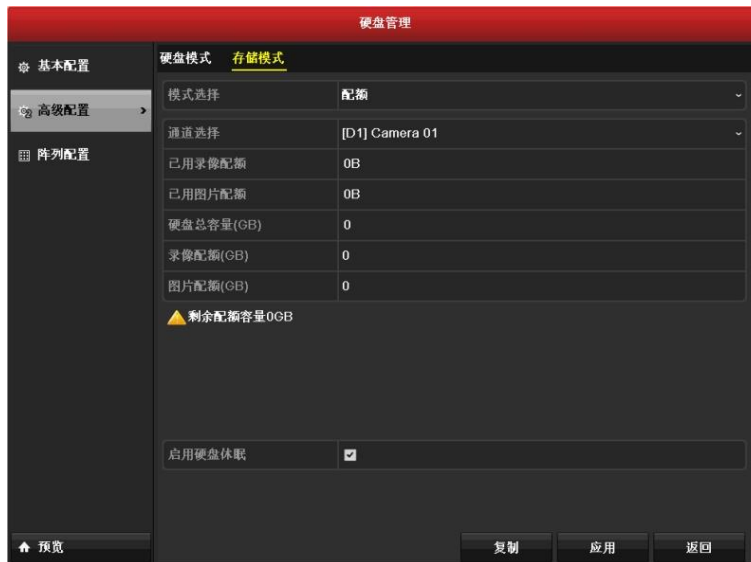 硬盘管理
基本配置
高级配置
阵列配置
预览
硬盘模式 存储模式
模式选择 配额
通道选择 [D1] Camera 01
已用录像配额 0B
已用图片配额 0B
硬盘总容量(GB) 0
录像配额(GB) 0
图片配额(GB) 0
剩余配额容量0GB
启用硬盘休眠
复制 应用 返回